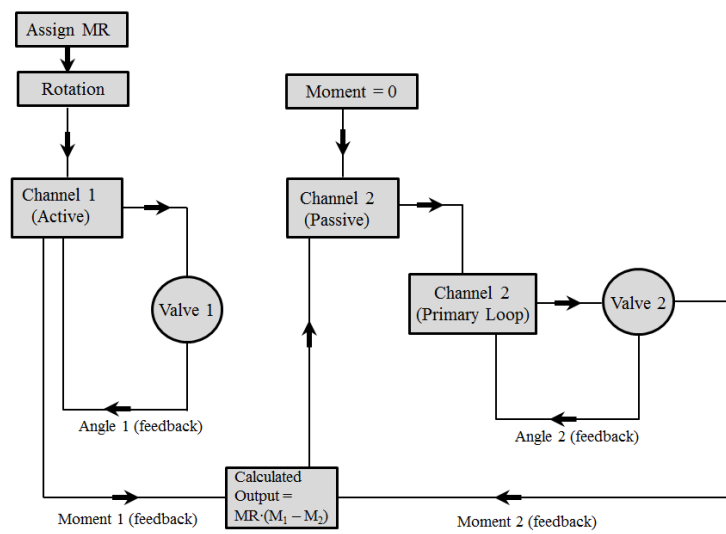 Assign MR
Rotation
Moment = 0
Channel 1
(Active)
Channel 2
(Passive)
Channel 2
(Primary Loop)
Valve 1
Valve 2
Angle 1 (feedback)
Angle 2 (feedback)
Calculated
Output =
MR·(M₁ − M₂)
Moment 1 (feedback)
Moment 2 (feedback)